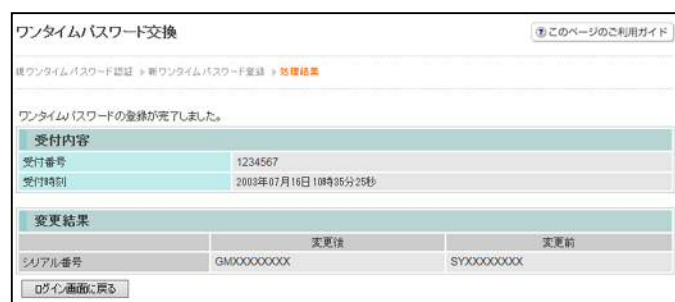 ワンタイムパスワード交換
?このページのご利用ガイド
現ワンタイムパスワード認証 > 新ワンタイムパスワード登録 > 処理結果
ワンタイムパスワードの登録が完了しました。
受付内容
受付番号 1234567
受付時刻 2003年07月16日10時35分25秒
変更結果
変更後 変更前
シリアル番号 GMXXXXXXXX SYXXXXXXXX
ログイン画面に戻る